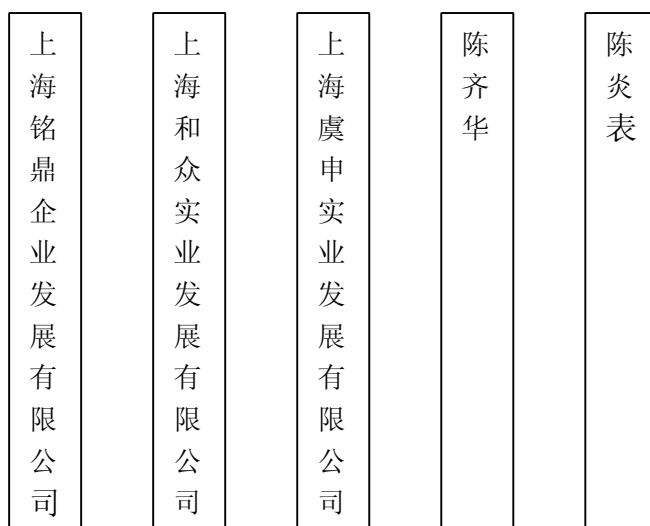 上海铭鼎企业发展有限公司
上海和众实业发展有限公司
上海虞申实业发展有限公司
陈齐华
陈炎表